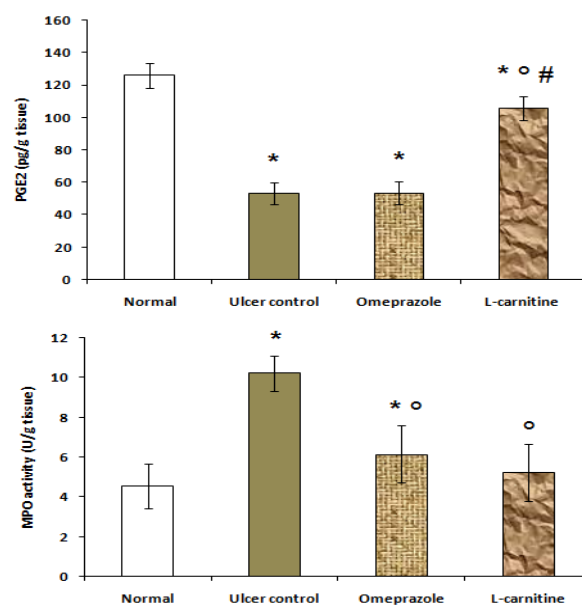 160
140
120
100
80
60
40
20
0
PGE2 (pg/g tissue)
* * * ° #
Normal Ulcer control Omeprazole L-carnitine
12
10
8
6
4
2
0
MPO activity (U/g tissue)
* * ° °
Normal Ulcer control Omeprazole L-carnitine